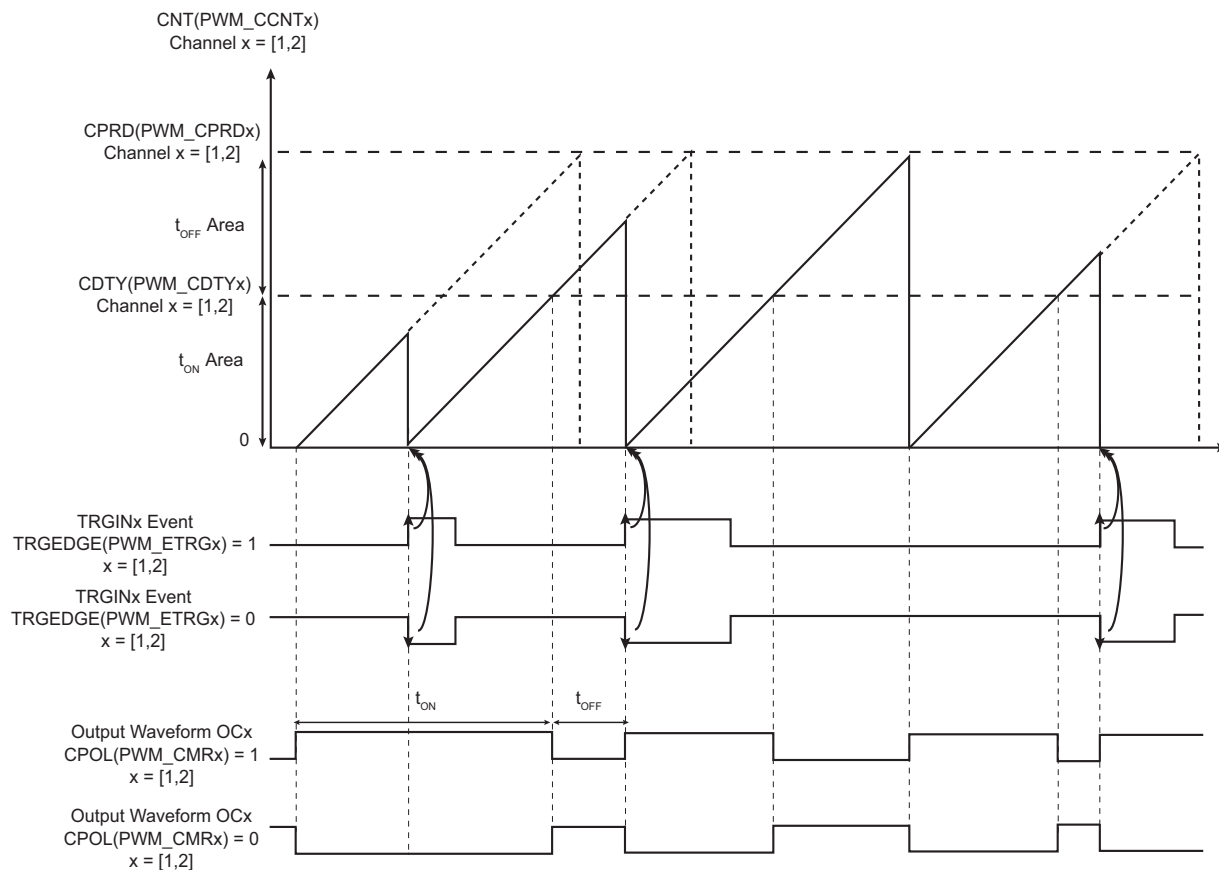 CNT(PWM_CCNTx)
Channel x = [1,2]
CPRD(PWM_CPRDx)
Channel x = [1,2]
tOFF Area
CDTY(PWM_CDTYx)
Channel x = [1,2]
tON Area
0
TRGINx Event
TRGEDGE(PWM_ETRGx) = 1
x = [1,2]
TRGINx Event
TRGEDGE(PWM_ETRGx) = 0
x = [1,2]
tON
tOFF
Output Waveform OCx
CPOL(PWM_CMRx) = 1
x = [1,2]
Output Waveform OCx
CPOL(PWM_CMRx) = 0
x = [1,2]